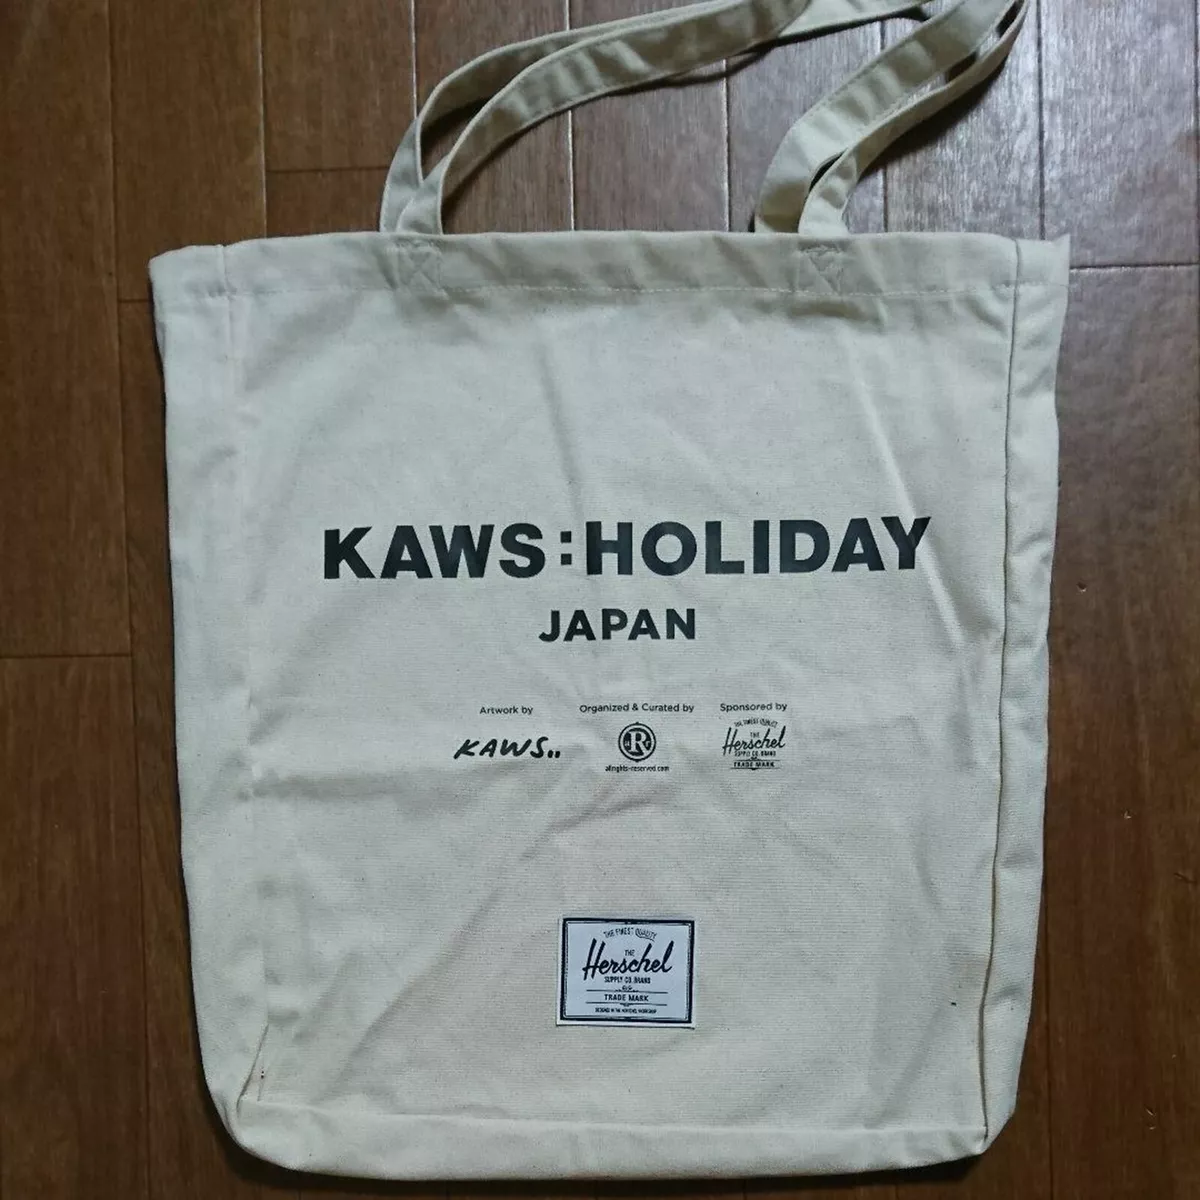 KAWS:HOLIDAY
JAPAN
Artwork by
KAWS..
Organized & Curated by
R
allrights-reserved.com
Sponsored by
THE FINEST QUALITY
THE
Herschel
SUPPLY CO. BRAND
TRADE MARK
THE FINEST QUALITY
THE
Herschel
SUPPLY CO. BRAND
TRADE MARK